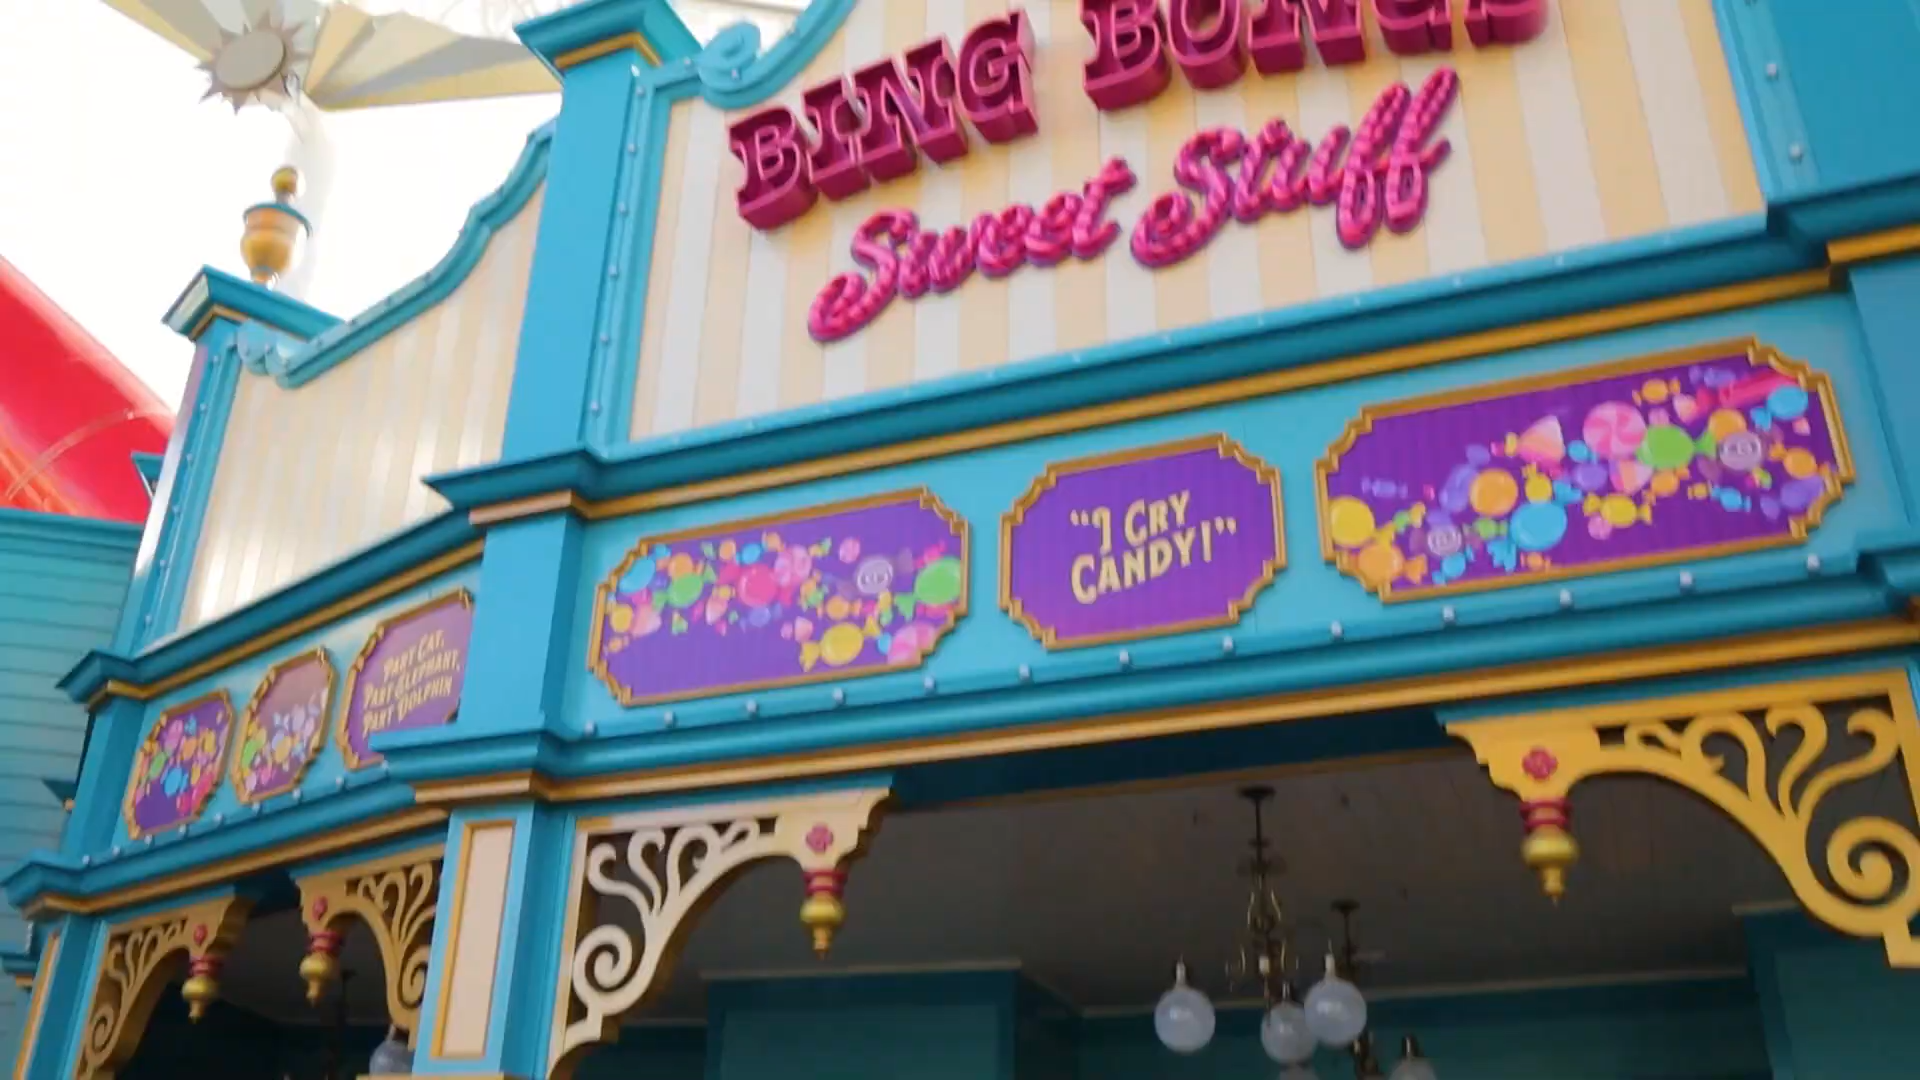 BING BONG'S
Sweet Stuff
"I CRY
CANDY!"
PART CAT,
PART ELEPHANT,
PART DOLPHIN